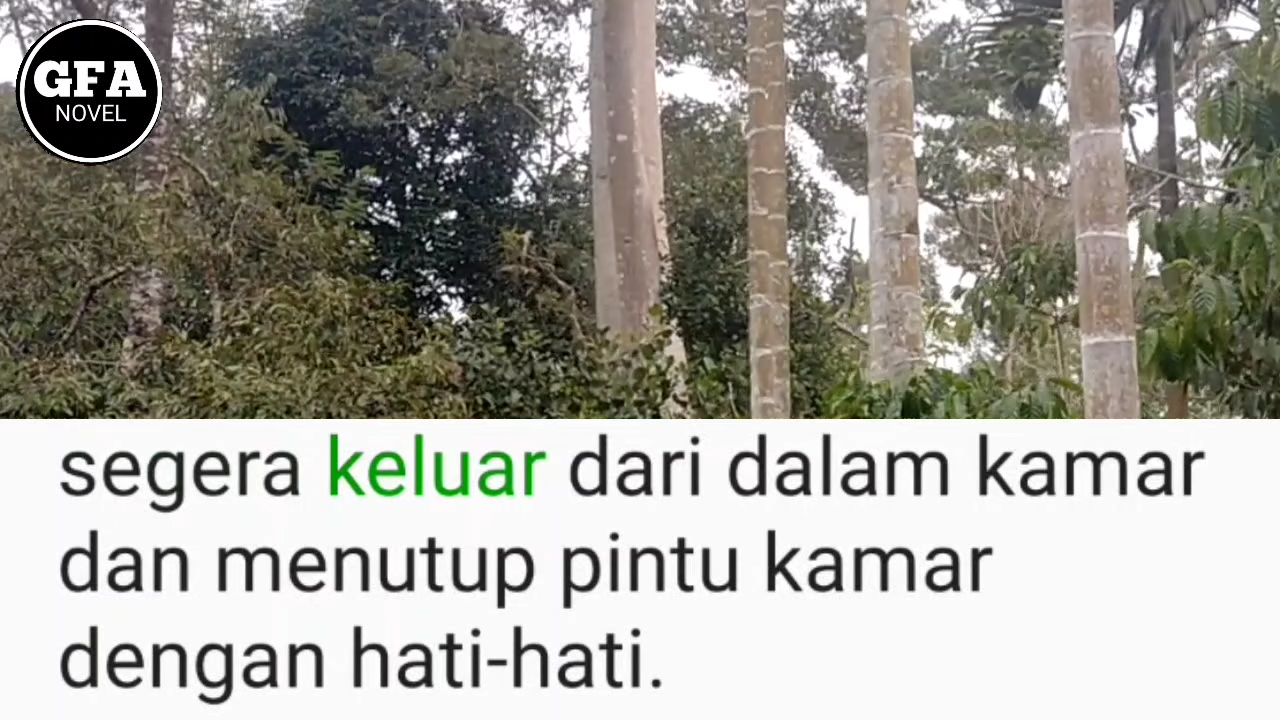 GFA
NOVEL
segera keluar dari dalam kamar
dan menutup pintu kamar
dengan hati-hati.